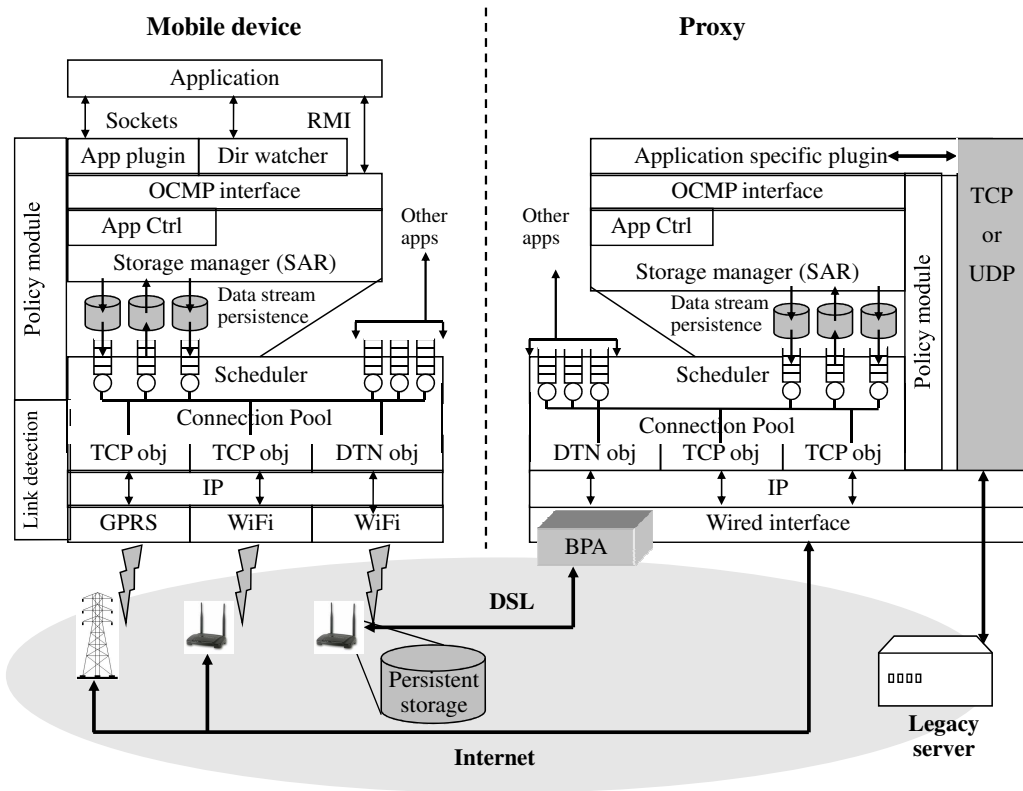 Mobile device
Proxy
Application
Sockets
RMI
App plugin
Dir watcher
OCMP interface
App Ctrl
Storage manager (SAR)
Data stream
persistence
Other
apps
Policy module
Scheduler
Connection Pool
TCP obj
TCP obj
DTN obj
Link detection
IP
GPRS
WiFi
WiFi
Application specific plugin
OCMP interface
App Ctrl
Other
apps
Storage manager (SAR)
Data stream
persistence
Policy module
TCP
or
UDP
Scheduler
Connection Pool
DTN obj
TCP obj
TCP obj
IP
Wired interface
BPA
DSL
Persistent
storage
Internet
Legacy
server